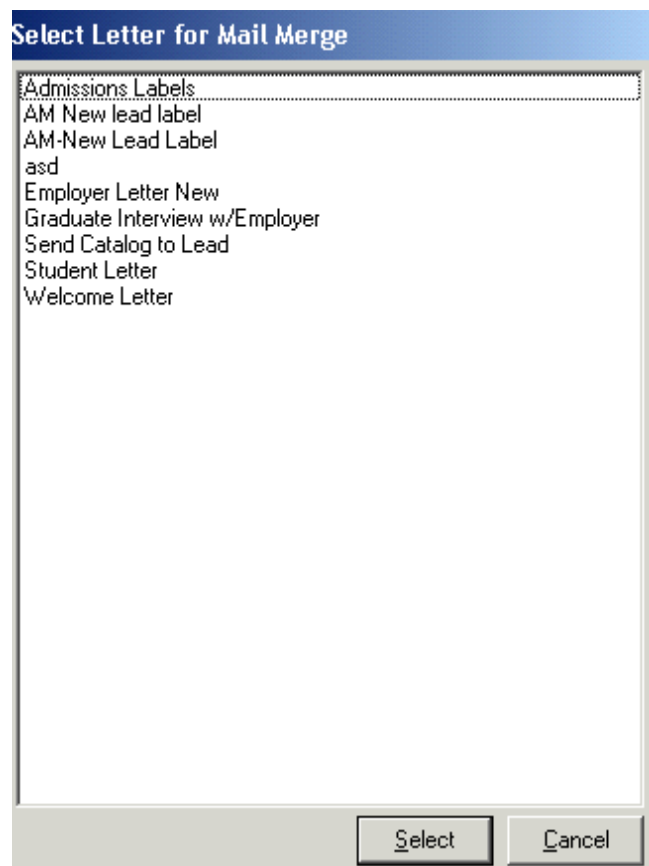 Select Letter for Mail Merge
Admissions Labels
AM New lead label
AM-New Lead Label
asd
Employer Letter New
Graduate Interview w/Employer
Send Catalog to Lead
Student Letter
Welcome Letter
Select Cancel